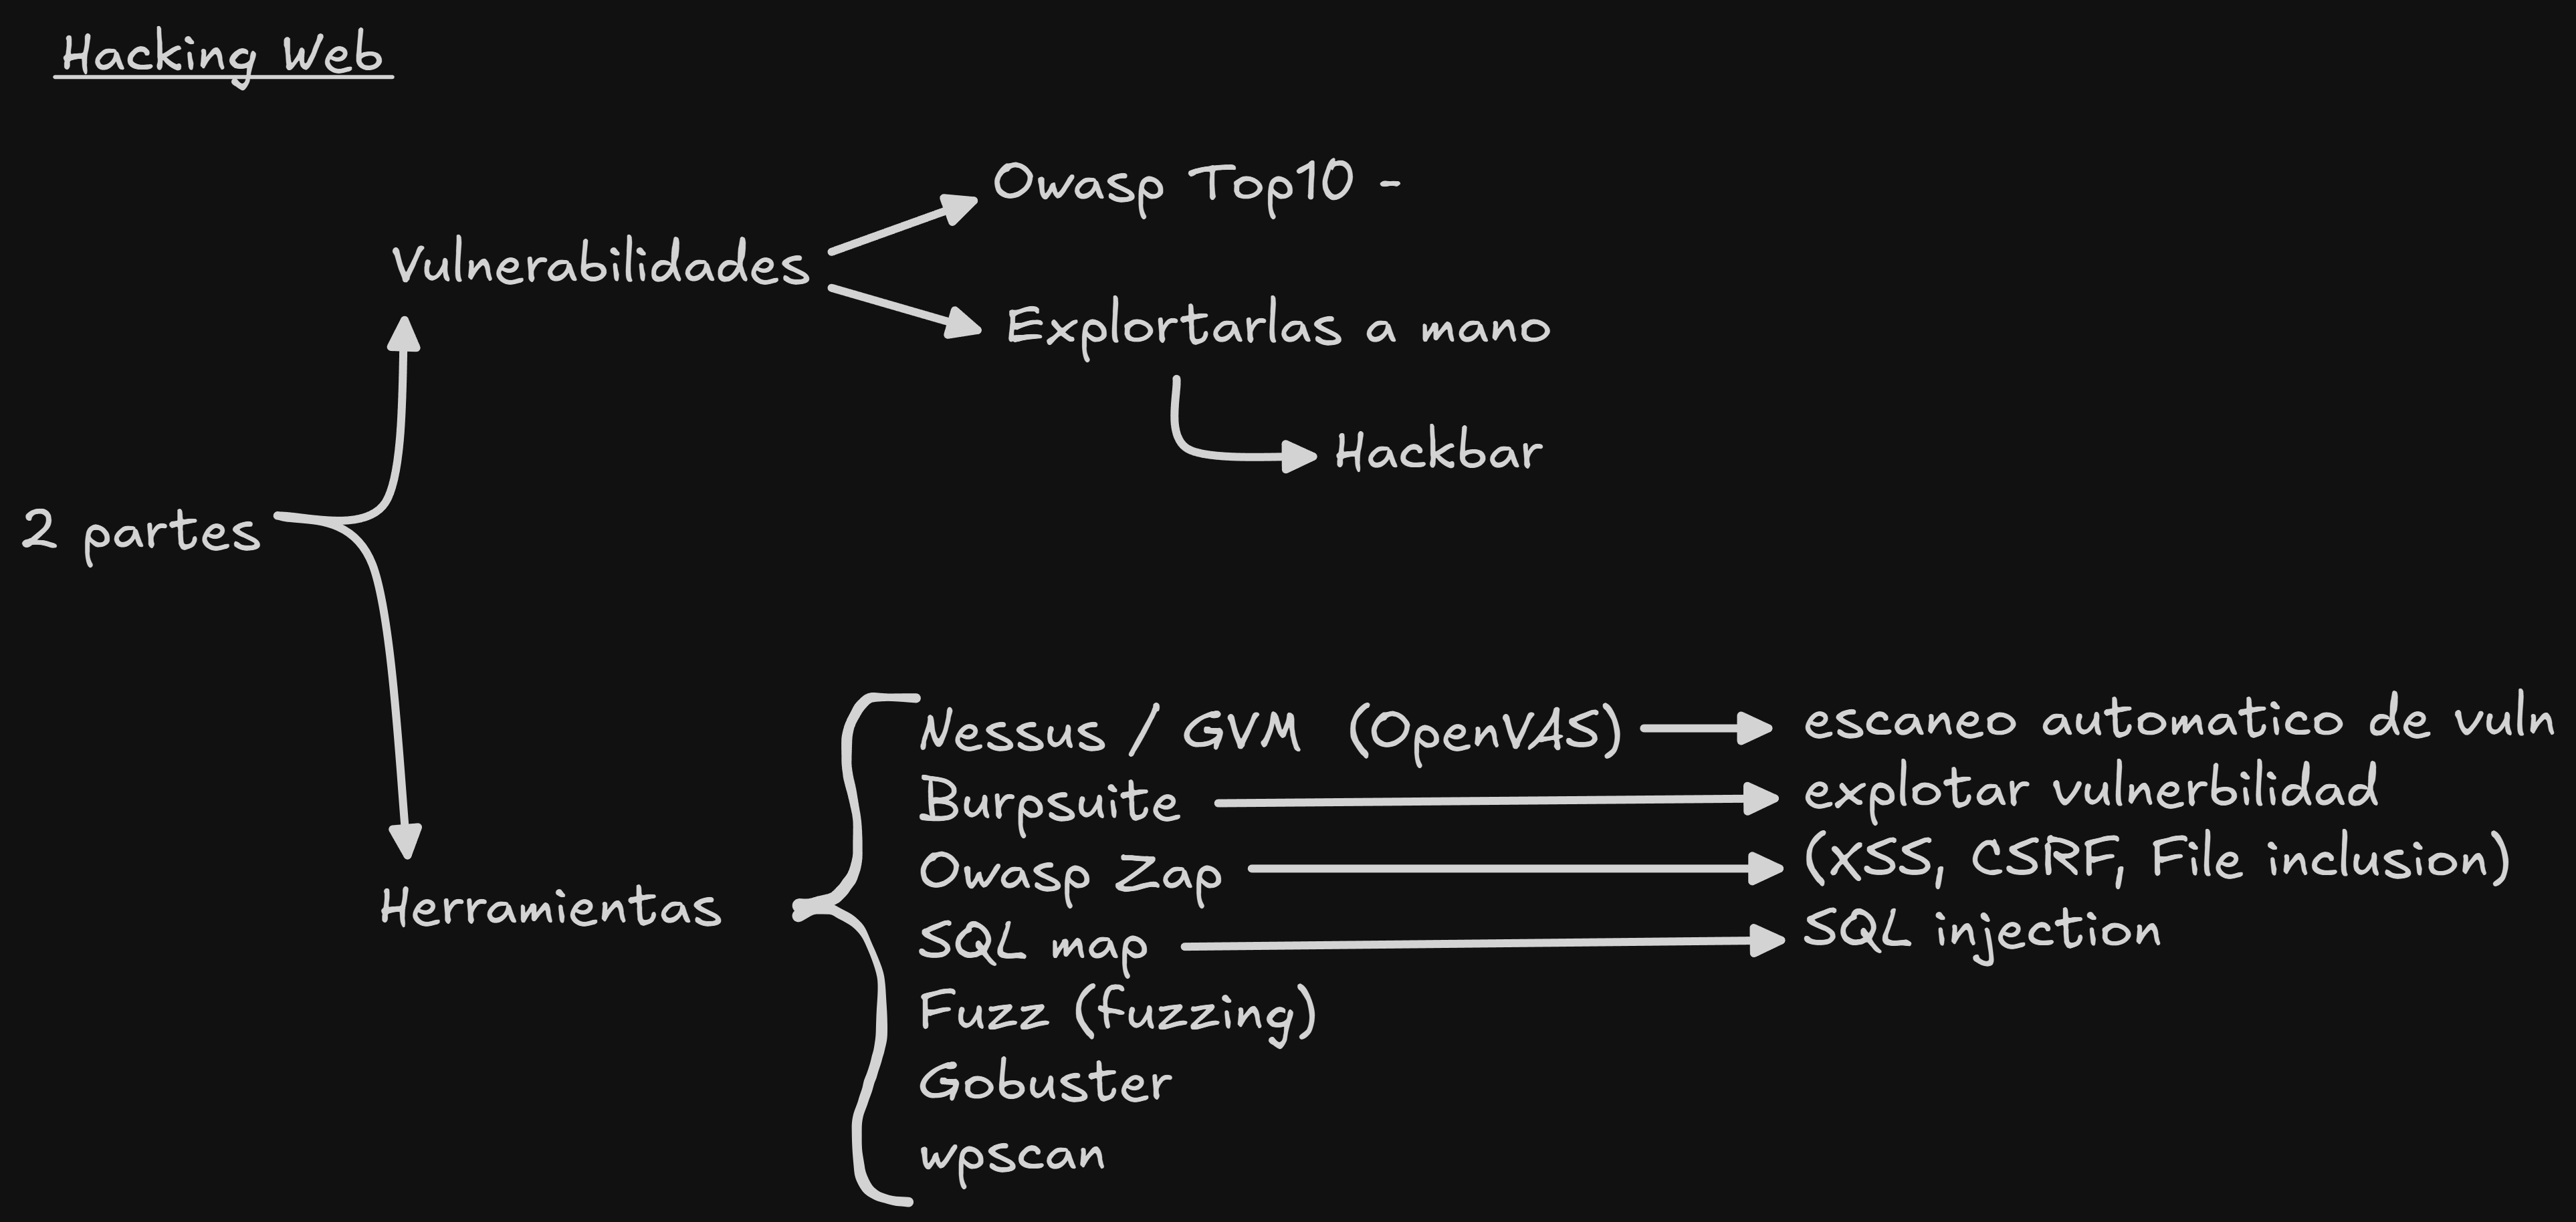 Hacking Web
Owasp Top10 -
Vulnerabilidades
Explortarlas a mano
Hackbar
2 partes
Nessus / GVM (OpenVAS)
escaneo automatico de vuln
Burpsuite
explotar vulnerbilidad
Owasp Zap
(XSS, CSRF, File inclusion)
Herramientas
SQL map
SQL injection
Fuzz (fuzzing)
Gobuster
wpscan